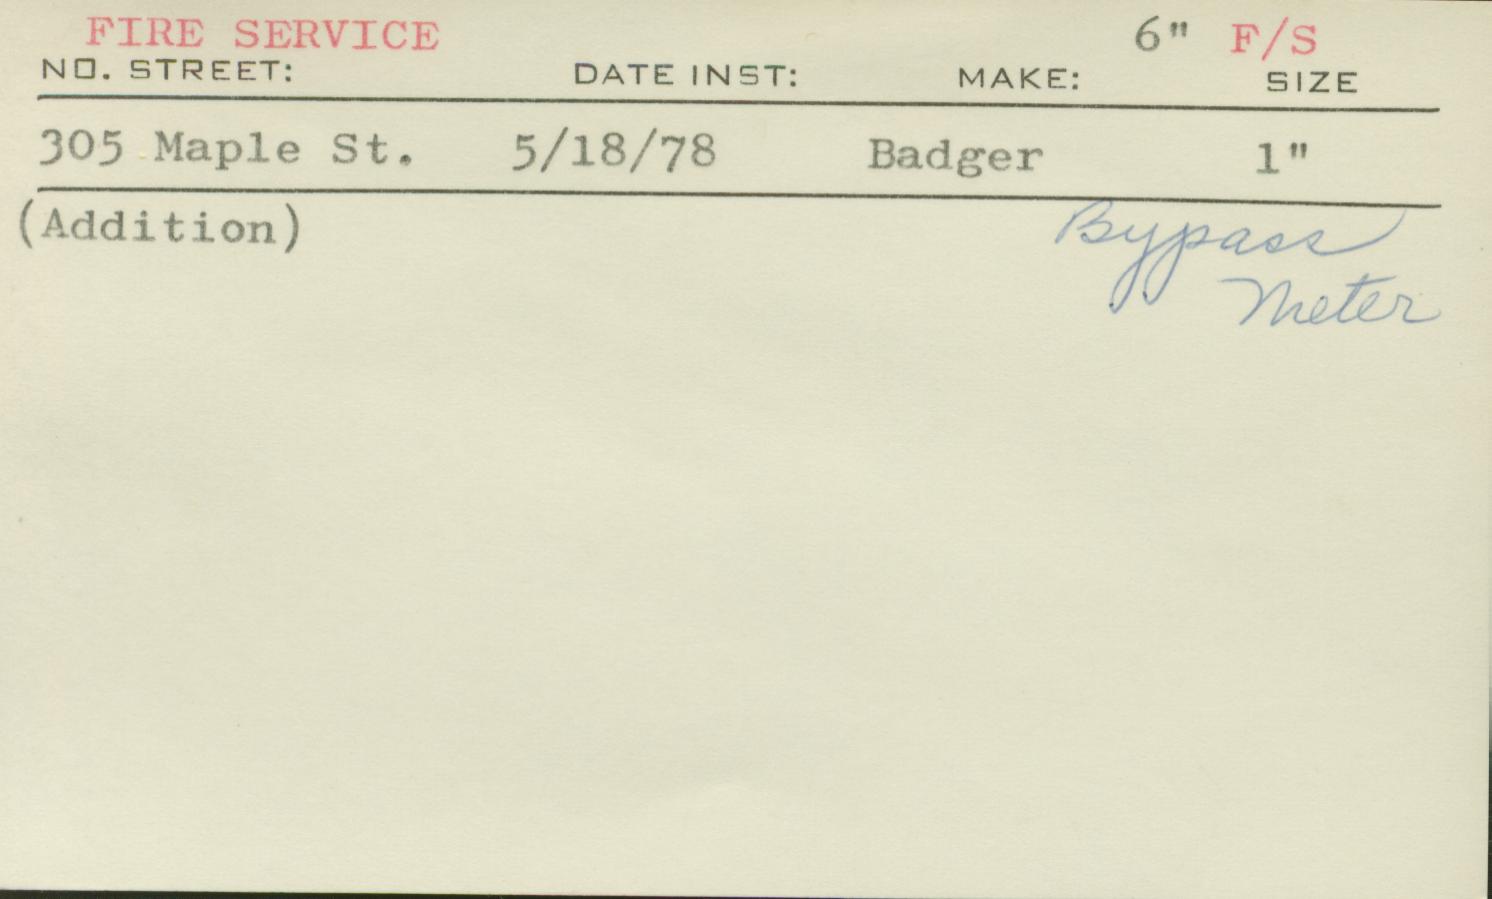 FIRE SERVICE 6" F/S
NO. STREET: DATE INST: MAKE: SIZE
305 Maple St. 5/18/78 Badger 1"
(Addition) Bypass
Meter